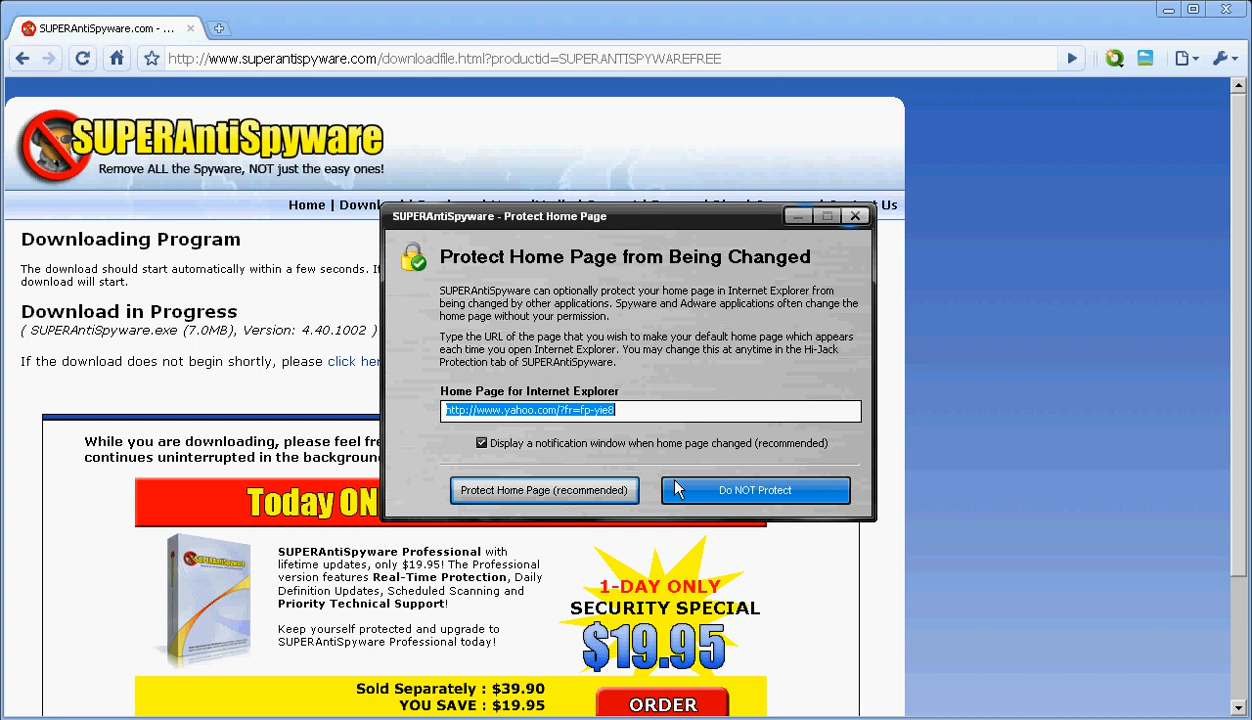 SUPERAntiSpyware.com - ...
http://www.superantispyware.com/downloadfile.html?productid=SUPERANTISPYWAREFREE
SUPERAntiSpyware
Remove ALL the Spyware, NOT just the easy ones!
Home | Downl
Us
SUPERAntiSpyware - Protect Home Page
Protect Home Page from Being Changed
SUPERAntiSpyware can optionally protect your home page in Internet Explorer from
being changed by other applications. Spyware and Adware applications often change the
home page without your permission.
Type the URL of the page that you wish to make your default home page which appears
each time you open Internet Explorer. You may change this at anytime in the Hi-Jack
Protection tab of SUPERAntiSpyware.
Home Page for Internet Explorer
http://www.yahoo.com/?fr=fp-yie8
Display a notification window when home page changed (recommended)
Protect Home Page (recommended)
Do NOT Protect
Downloading Program
The download should start automatically within a few seconds. If
download will start.
Download in Progress
( SUPERAntiSpyware.exe (7.0MB), Version: 4.40.1002 )
If the download does not begin shortly, please click her
While you are downloading, please feel fre
continues uninterrupted in the background
Today ON
SUPERAntiSpyware Professional with
lifetime updates, only $19.95! The Professional
version features Real-Time Protection, Daily
Definition Updates, Scheduled Scanning and
Priority Technical Support!
Keep yourself protected and upgrade to
SUPERAntiSpyware Professional today!
1-DAY ONLY
SECURITY SPECIAL
$19.95
Sold Separately : $39.90
YOU SAVE : $19.95
ORDER